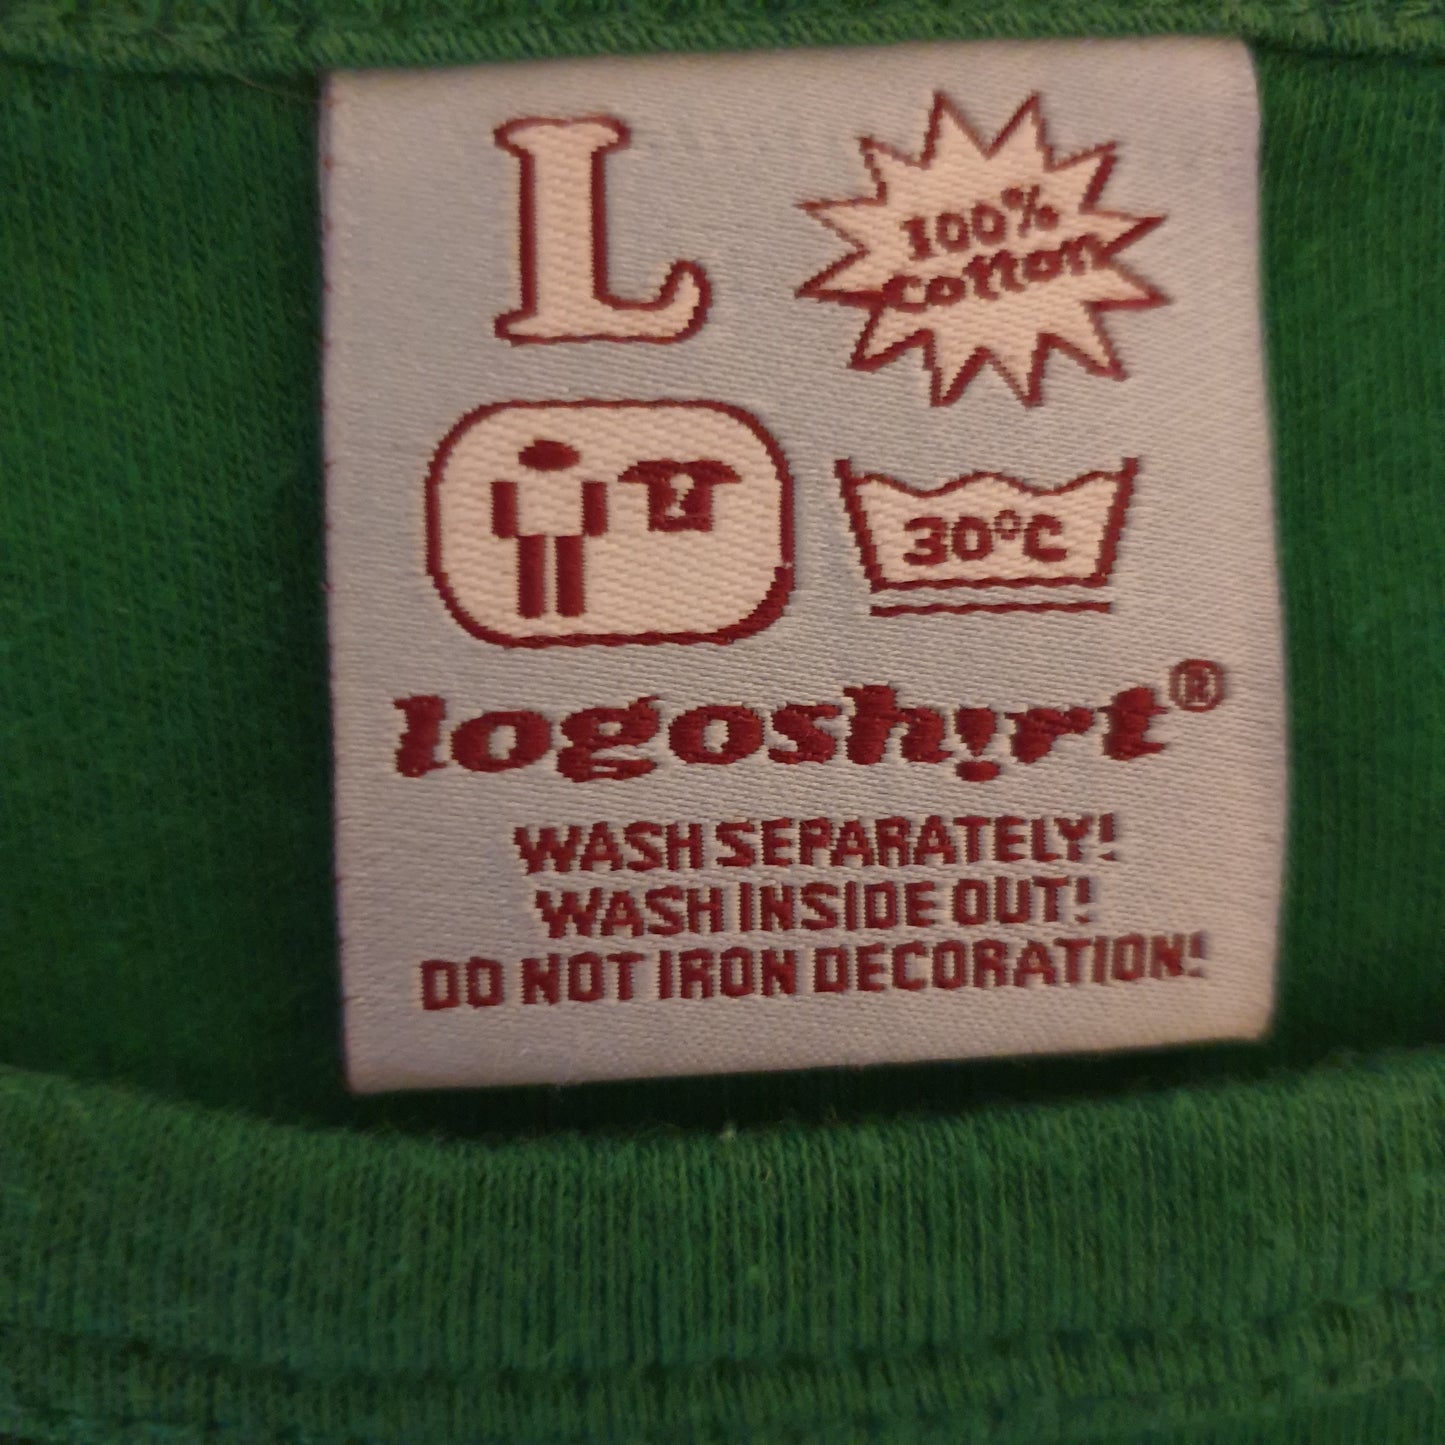 L
100%
Cotton
30°C
logosh!rt®
WASH SEPARATELY!
WASH INSIDE OUT!
DO NOT IRON DECORATION!